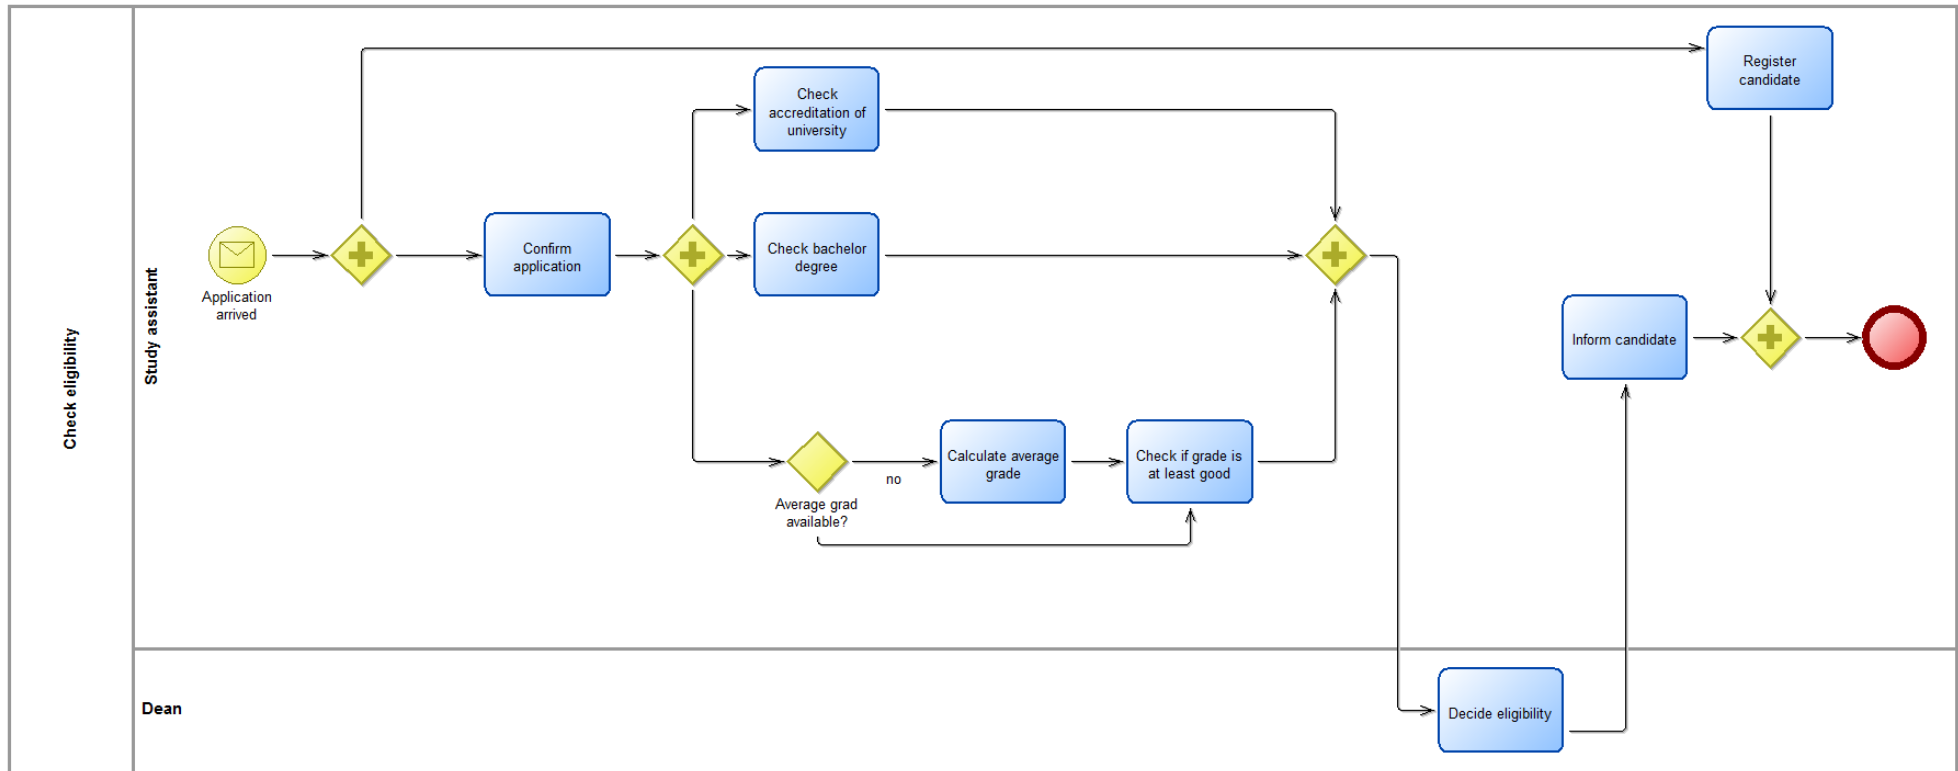 Check eligibility
Study assistant
Dean
Application
arrived
Confirm
application
Check
accreditation of
university
Check bachelor
degree
Average grad
available?
no
Calculate average
grade
Check if grade is
at least good
Decide eligibility
Inform candidate
Register
candidate